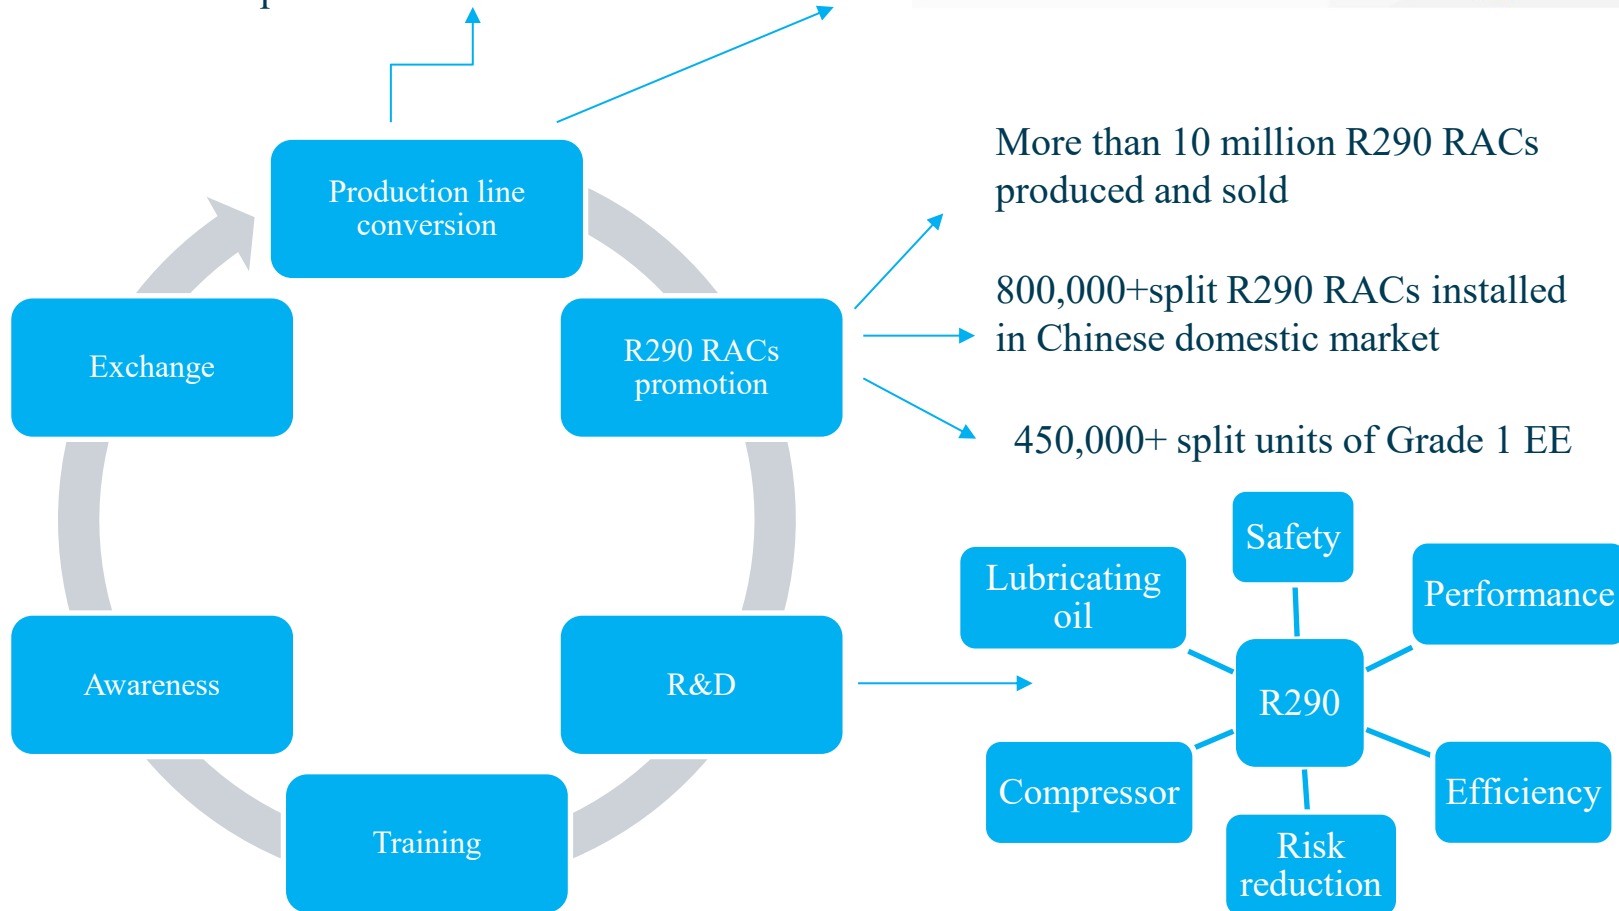 Production line
conversion
R290 RACs
promotion
R&D
Training
Awareness
Exchange
More than 10 million R290 RACs
produced and sold
800,000+split R290 RACs installed
in Chinese domestic market
450,000+ split units of Grade 1 EE
Safety
Lubricating
oil
Performance
R290
Compressor
Efficiency
Risk
reduction